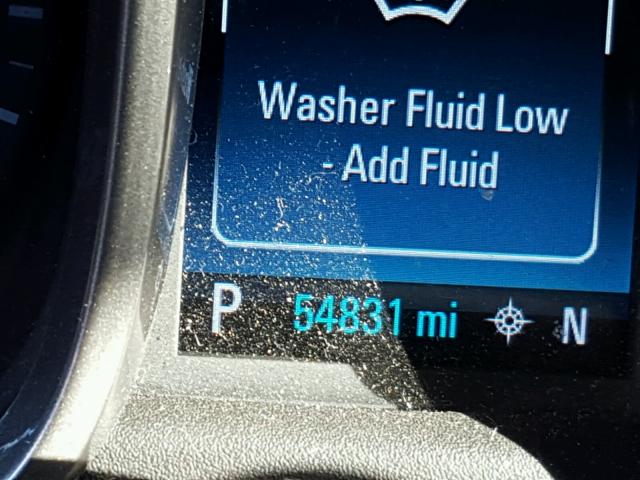 Washer Fluid Low
- Add Fluid
P 54831 mi N